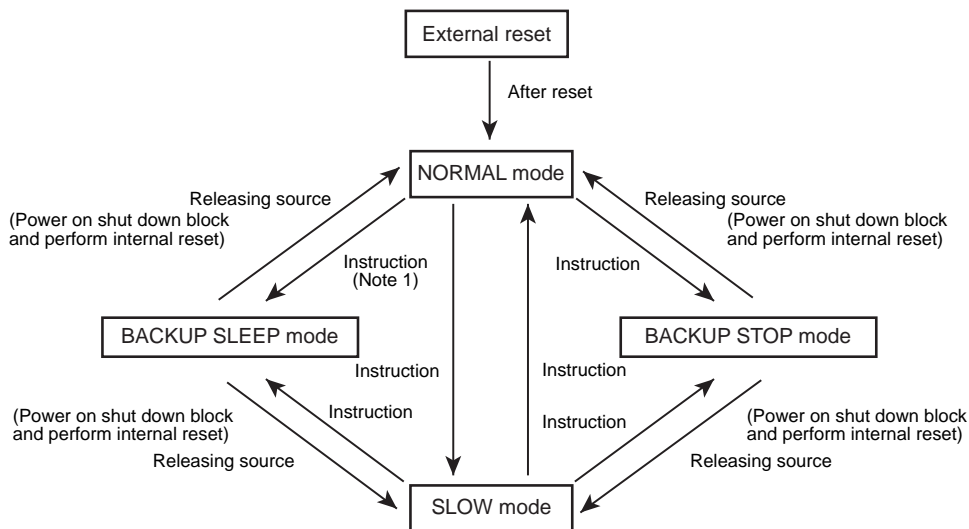 External reset
After reset
NORMAL mode
Releasing source
(Power on shut down block
and perform internal reset)
Releasing source
(Power on shut down block
and perform internal reset)
Instruction
(Note 1)
Instruction
BACKUP SLEEP mode
BACKUP STOP mode
Instruction
Instruction
(Power on shut down block
and perform internal reset)
Releasing source
Instruction
Instruction
(Power on shut down block
and perform internal reset)
Releasing source
SLOW mode